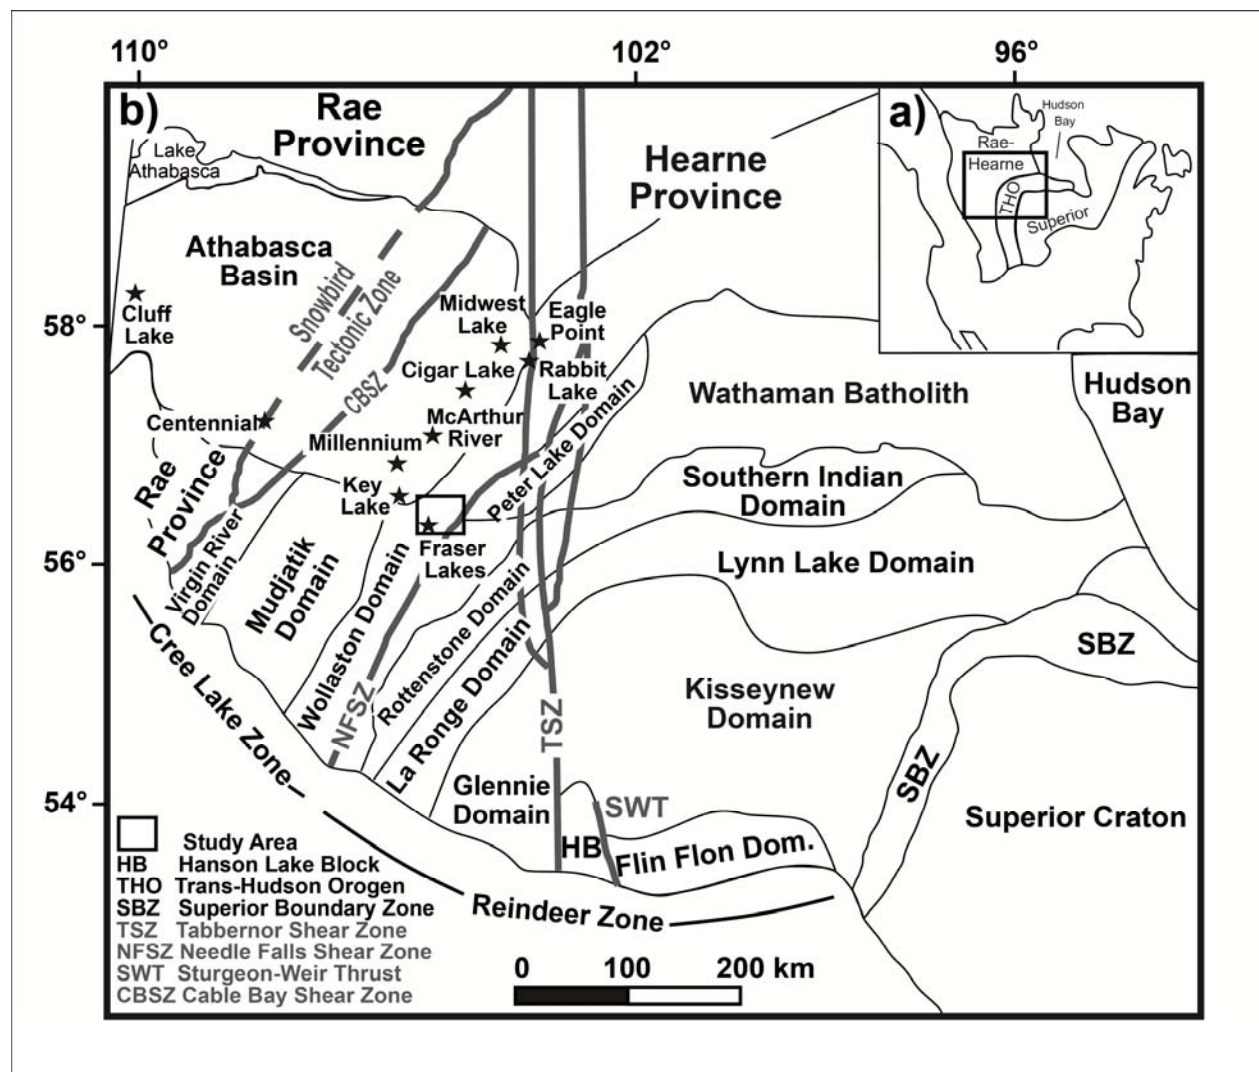 110°
102°
96°
b)
Rae
Province
Lake
Athabasca
Hearne
Province
a)
Hudson
Bay
Rae-
Hearne
THO
Superior
Athabasca
Basin
Snowbird
Tectonic Zone
CBSZ
Cluff
Lake
58°
Midwest
Lake
Eagle
Point
Cigar Lake
Rabbit
Lake
Centennial
McArthur
River
Millennium
Key
Lake
Peter Lake Domain
Wathaman Batholith
Hudson
Bay
Rae
Province
Southern Indian
Domain
Fraser
Lakes
56°
Virgin River
Domain
Mudjatik
Domain
Wollaston Domain
NFSZ
Rottenstone Domain
La Ronge Domain
Lynn Lake Domain
SBZ
Cree Lake Zone
TSZ
Kisseynew
Domain
SBZ
54°
Glennie
Domain
SWT
HB
Flin Flon Dom.
Superior Craton
Reindeer Zone
Study Area
HB Hanson Lake Block
THO Trans-Hudson Orogen
SBZ Superior Boundary Zone
TSZ Tabbernor Shear Zone
NFSZ Needle Falls Shear Zone
SWT Sturgeon-Weir Thrust
CBSZ Cable Bay Shear Zone
0 100 200 km